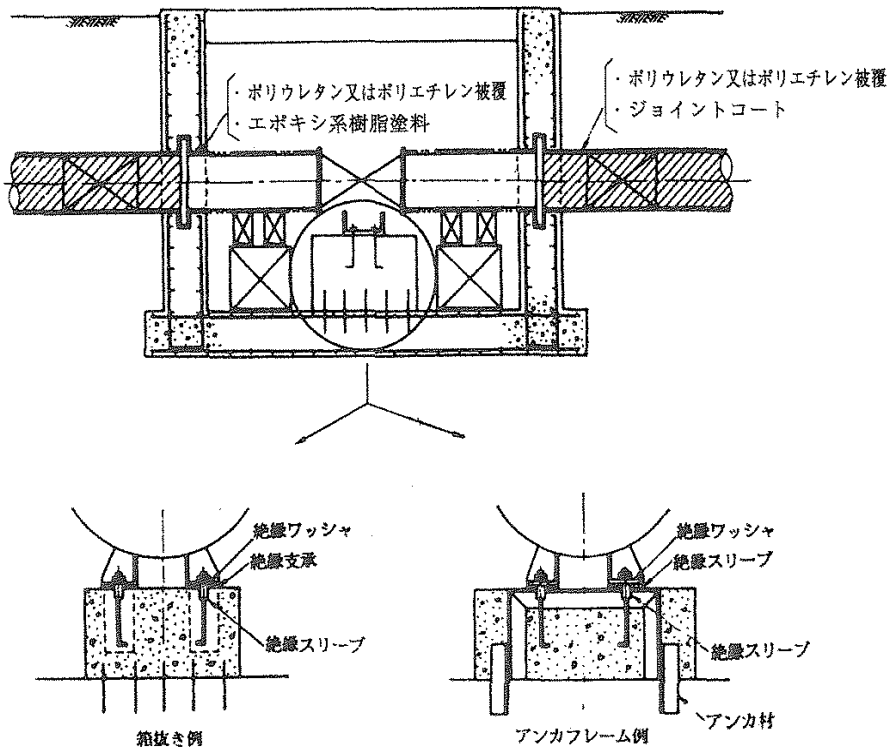 ・ポリウレタン又はポリエチレン被覆
・エポキシ系樹脂塗料
・ポリウレタン又はポリエチレン被覆
・ジョイントコート
絶縁ワッシャ
絶縁支承
絶縁スリーブ
箱抜き例
絶縁ワッシャ
絶縁スリーブ
絶縁スリーブ
アンカ材
アンカフレーム例